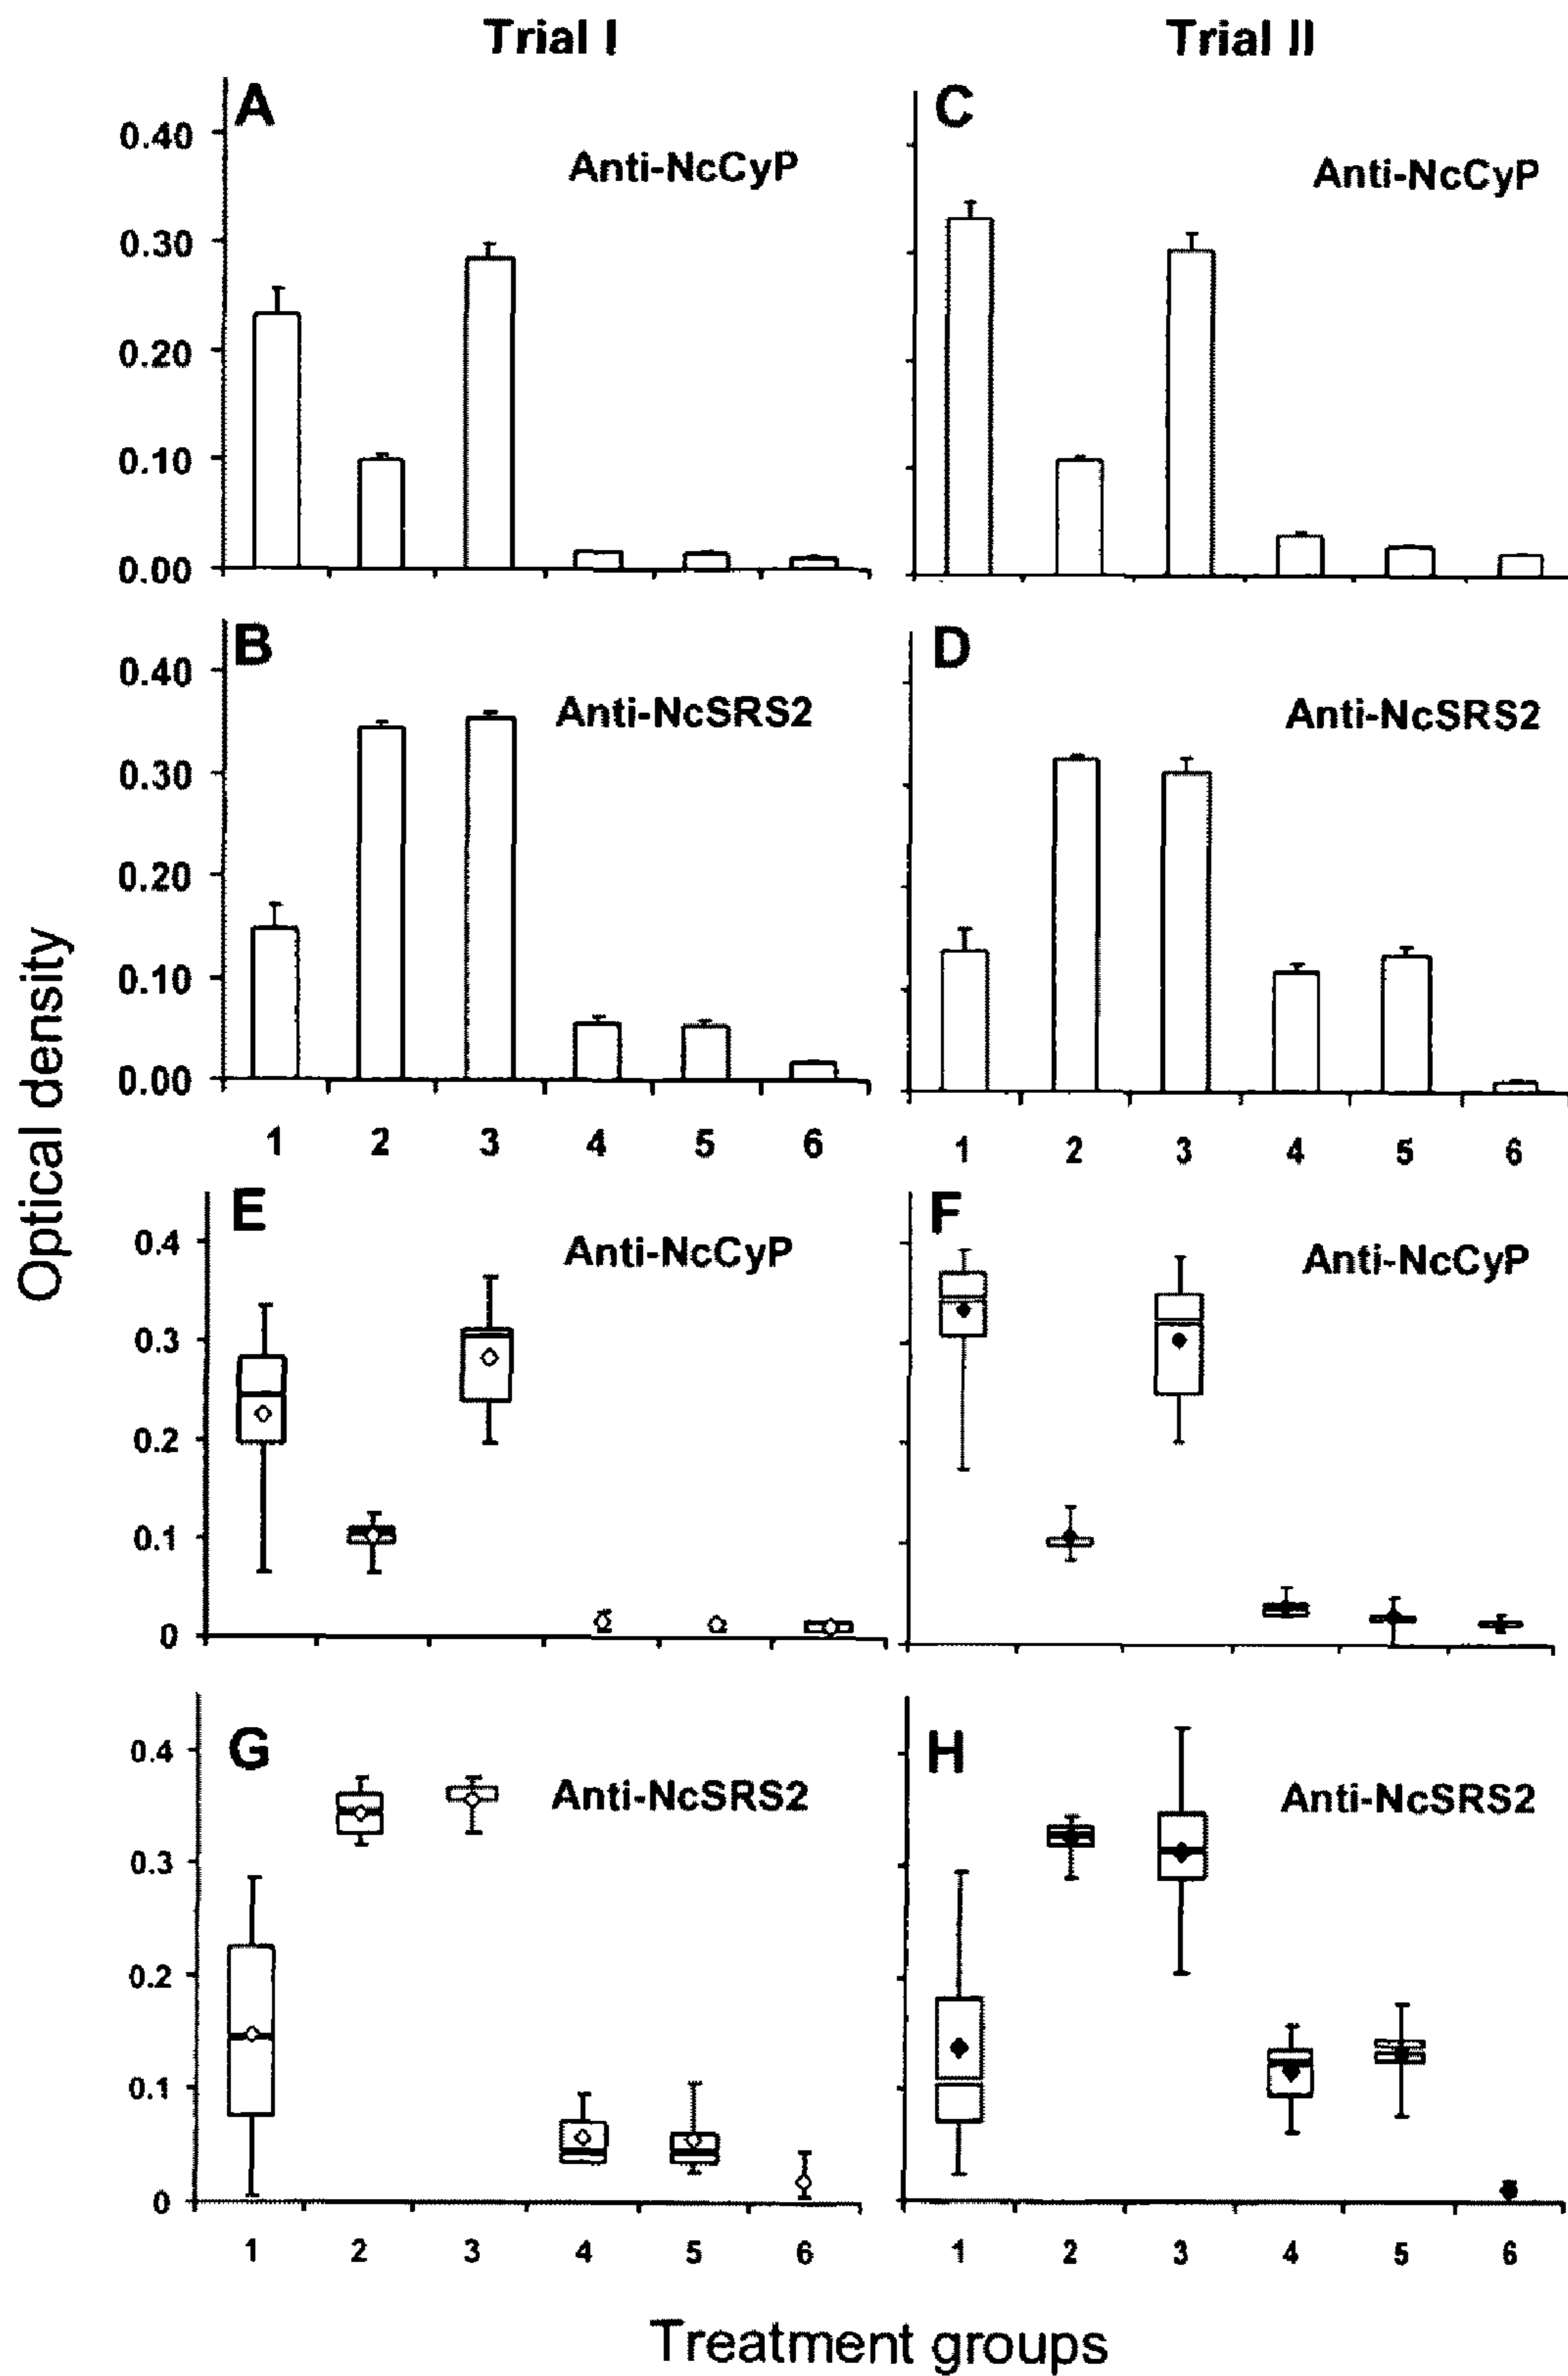 Trial I Trial II
A C
0.40
Anti-NcCyP Anti-NcCyP
0.30
0.20
0.10
0.00
B D
0.40
Anti-NcSRS2 Anti-NcSRS2
0.30
0.20
0.10
0.00
1 2 3 4 5 6 1 2 3 4 5 6
Optical density
E F
0.4
Anti-NcCyP Anti-NcCyP
0.3
0.2
0.1
0
G H
0.4
Anti-NcSRS2 Anti-NcSRS2
0.3
0.2
0.1
0
1 2 3 4 5 6 1 2 3 4 5 6
Treatment groups